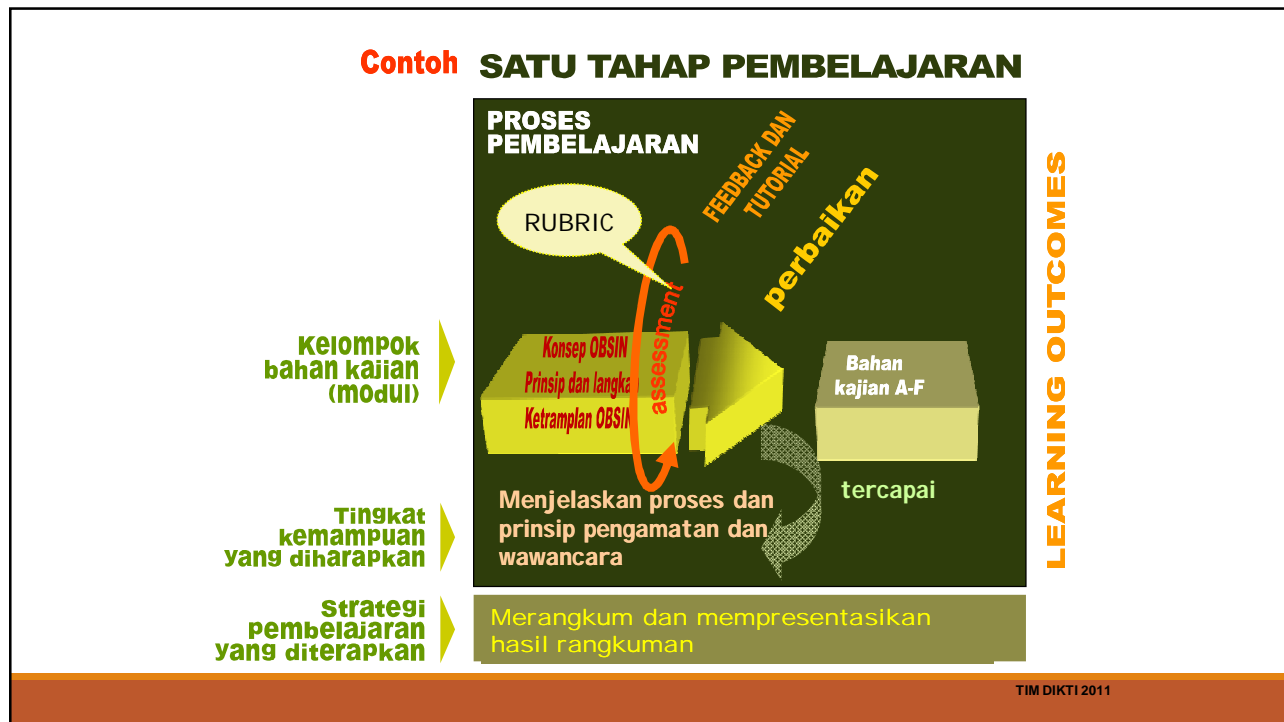 Contoh SATU TAHAP PEMBELAJARAN
PROSES
PEMBELAJARAN
FEEDBACK DAN
TUTORIAL
perbaikan
RUBRIC
assessment
Kelompok
bahan kajian
(modul)
Konsep OBSIN
Prinsip dan langkah
Ketramplan OBSIN
Bahan
kajian A-F
tercapai
LEARNING OUTCOMES
Tingkat
kemampuan
yang diharapkan
Menjelaskan proses dan
prinsip pengamatan dan
wawancara
Strategi
pembelajaran
yang diterapkan
Merangkum dan mempresentasikan
hasil rangkuman
TIM DIKTI 2011